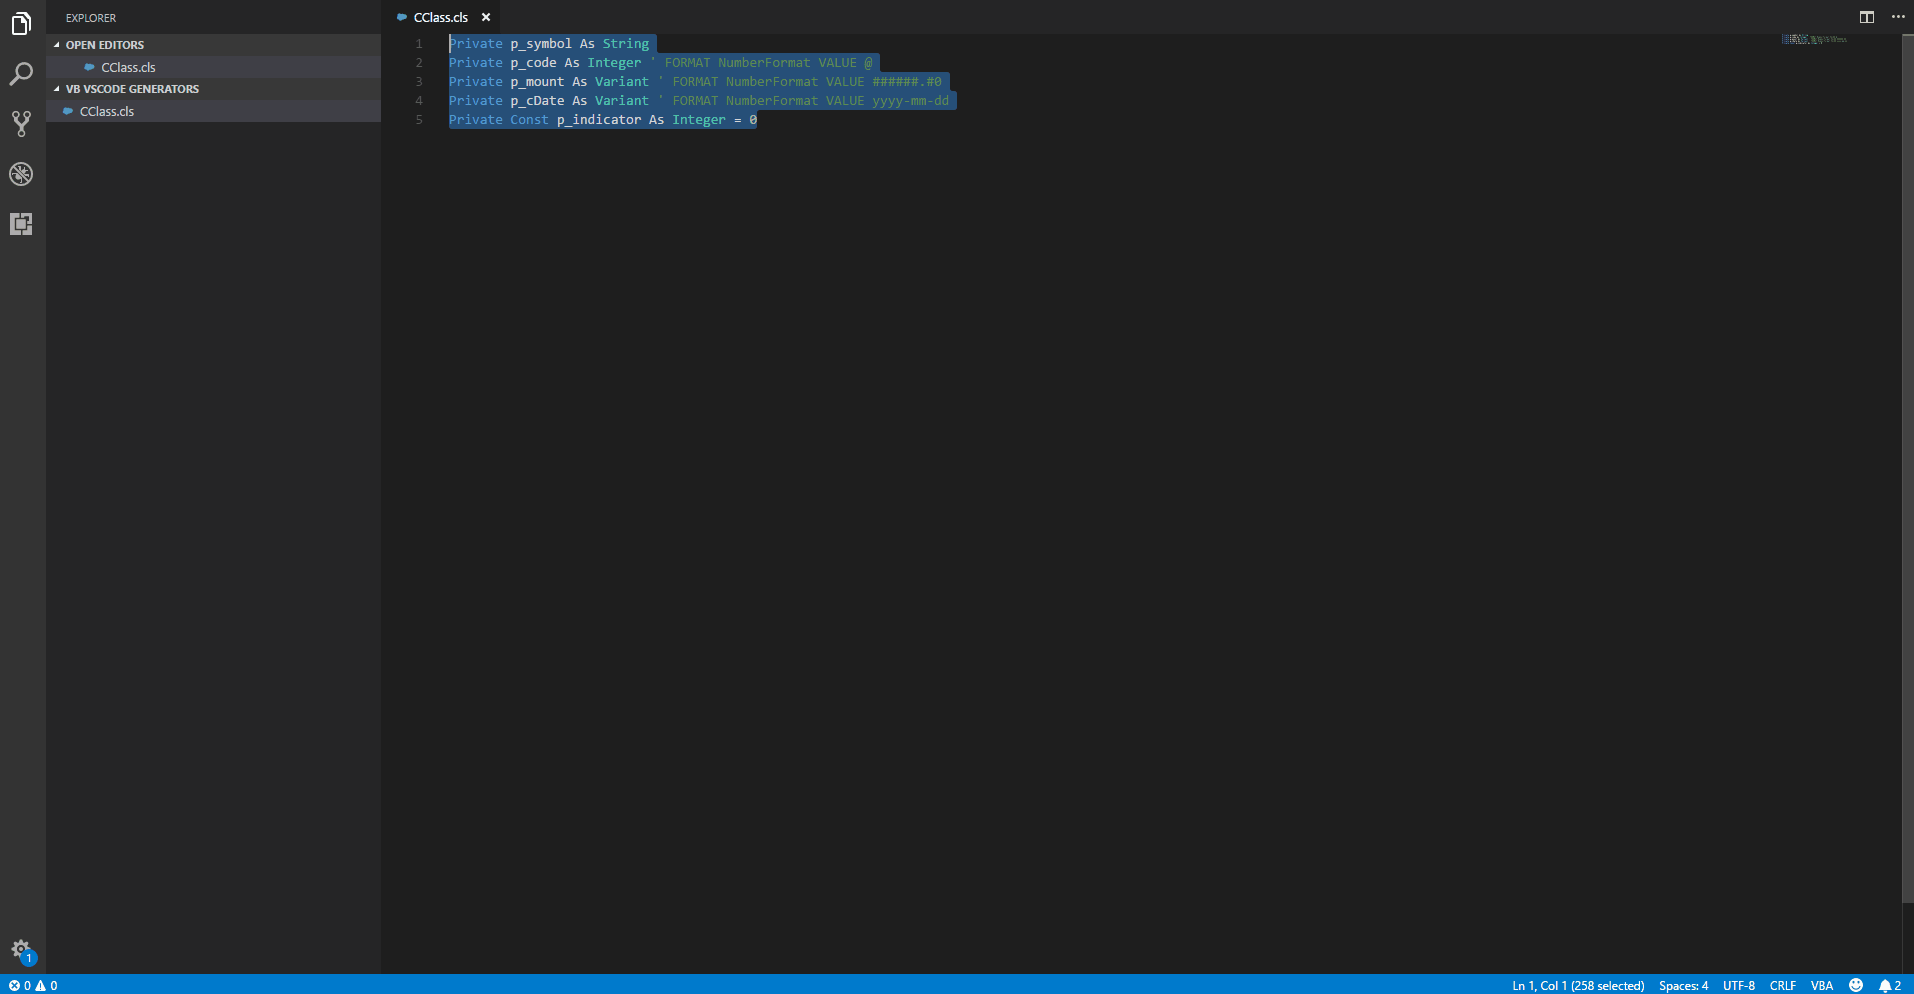 EXPLORER
OPEN EDITORS
CClass.cls
VB VSCODE GENERATORS
CClass.cls
CClass.cls
1 Private p_symbol As String
2 Private p_code As Integer ' FORMAT NumberFormat VALUE @
3 Private p_mount As Variant ' FORMAT NumberFormat VALUE ######.#0
4 Private p_cDate As Variant ' FORMAT NumberFormat VALUE yyyy-mm-dd
5 Private Const p_indicator As Integer = 0
1
0 0 Ln 1, Col 1 (258 selected) Spaces: 4 UTF-8 CRLF VBA 2